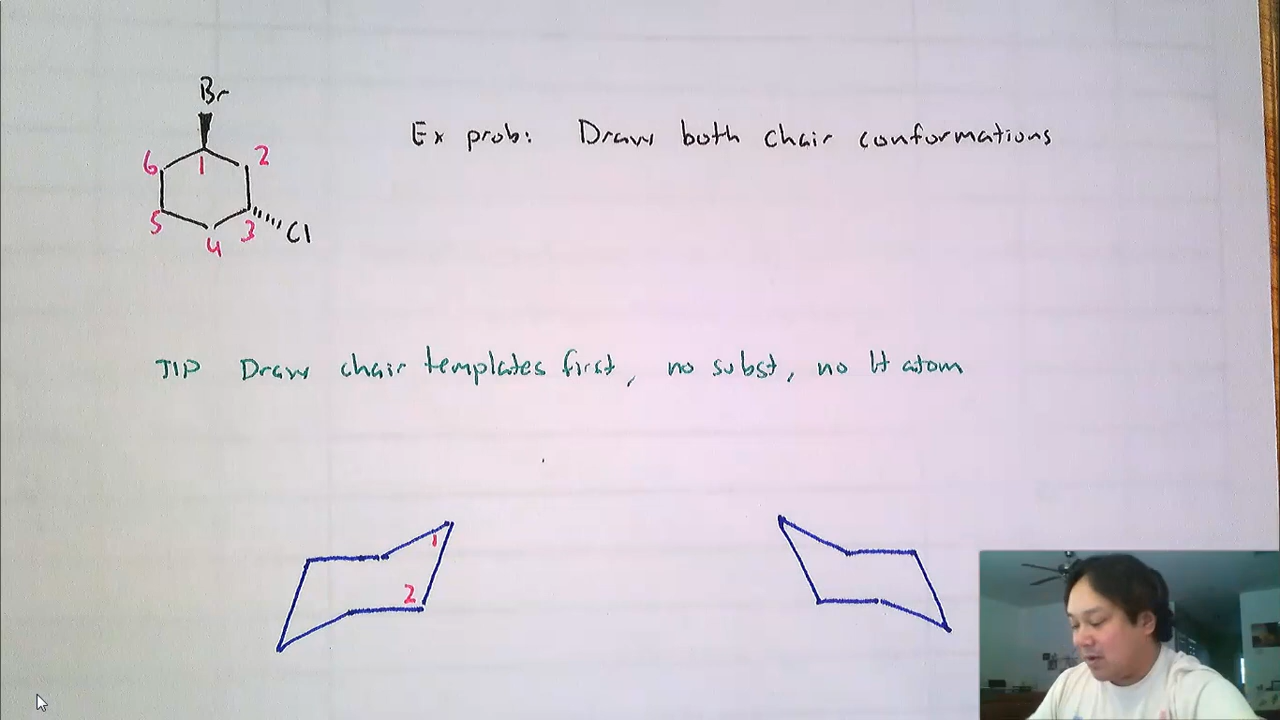 Br
Ex prob: Draw both chair conformations
6 1 2
5 4 3 Cl
TIP Draw chair templates first, no subst, no H atom
1
2